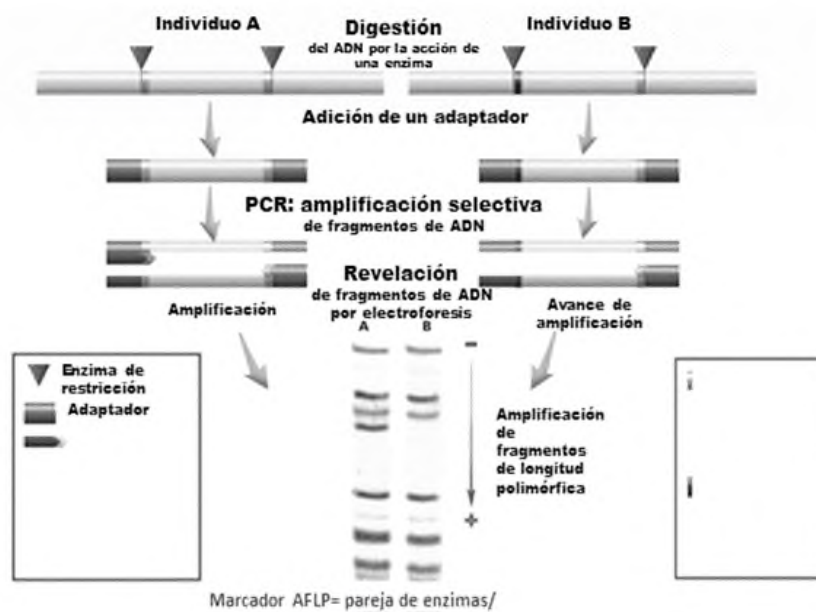 Individuo A
Digestión
Individuo B
del ADN por la acción de
una enzima
Adición de un adaptador
PCR: amplificación selectiva
de fragmentos de ADN
Revelación
de fragmentos de ADN
por electroforesis
Amplificación
Avance de
amplificación
A
B
-
Enzima de
restricción
Adaptador
Amplificación
de
fragmentos
de longitud
polimórfica
+
Marcador AFLP= pareja de enzimas/